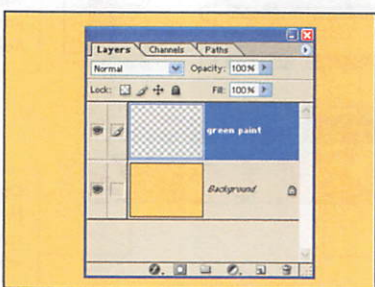 Layers Channels Paths
Normal Opacity: 100%
Lock: Fill: 100%
green paint
Background